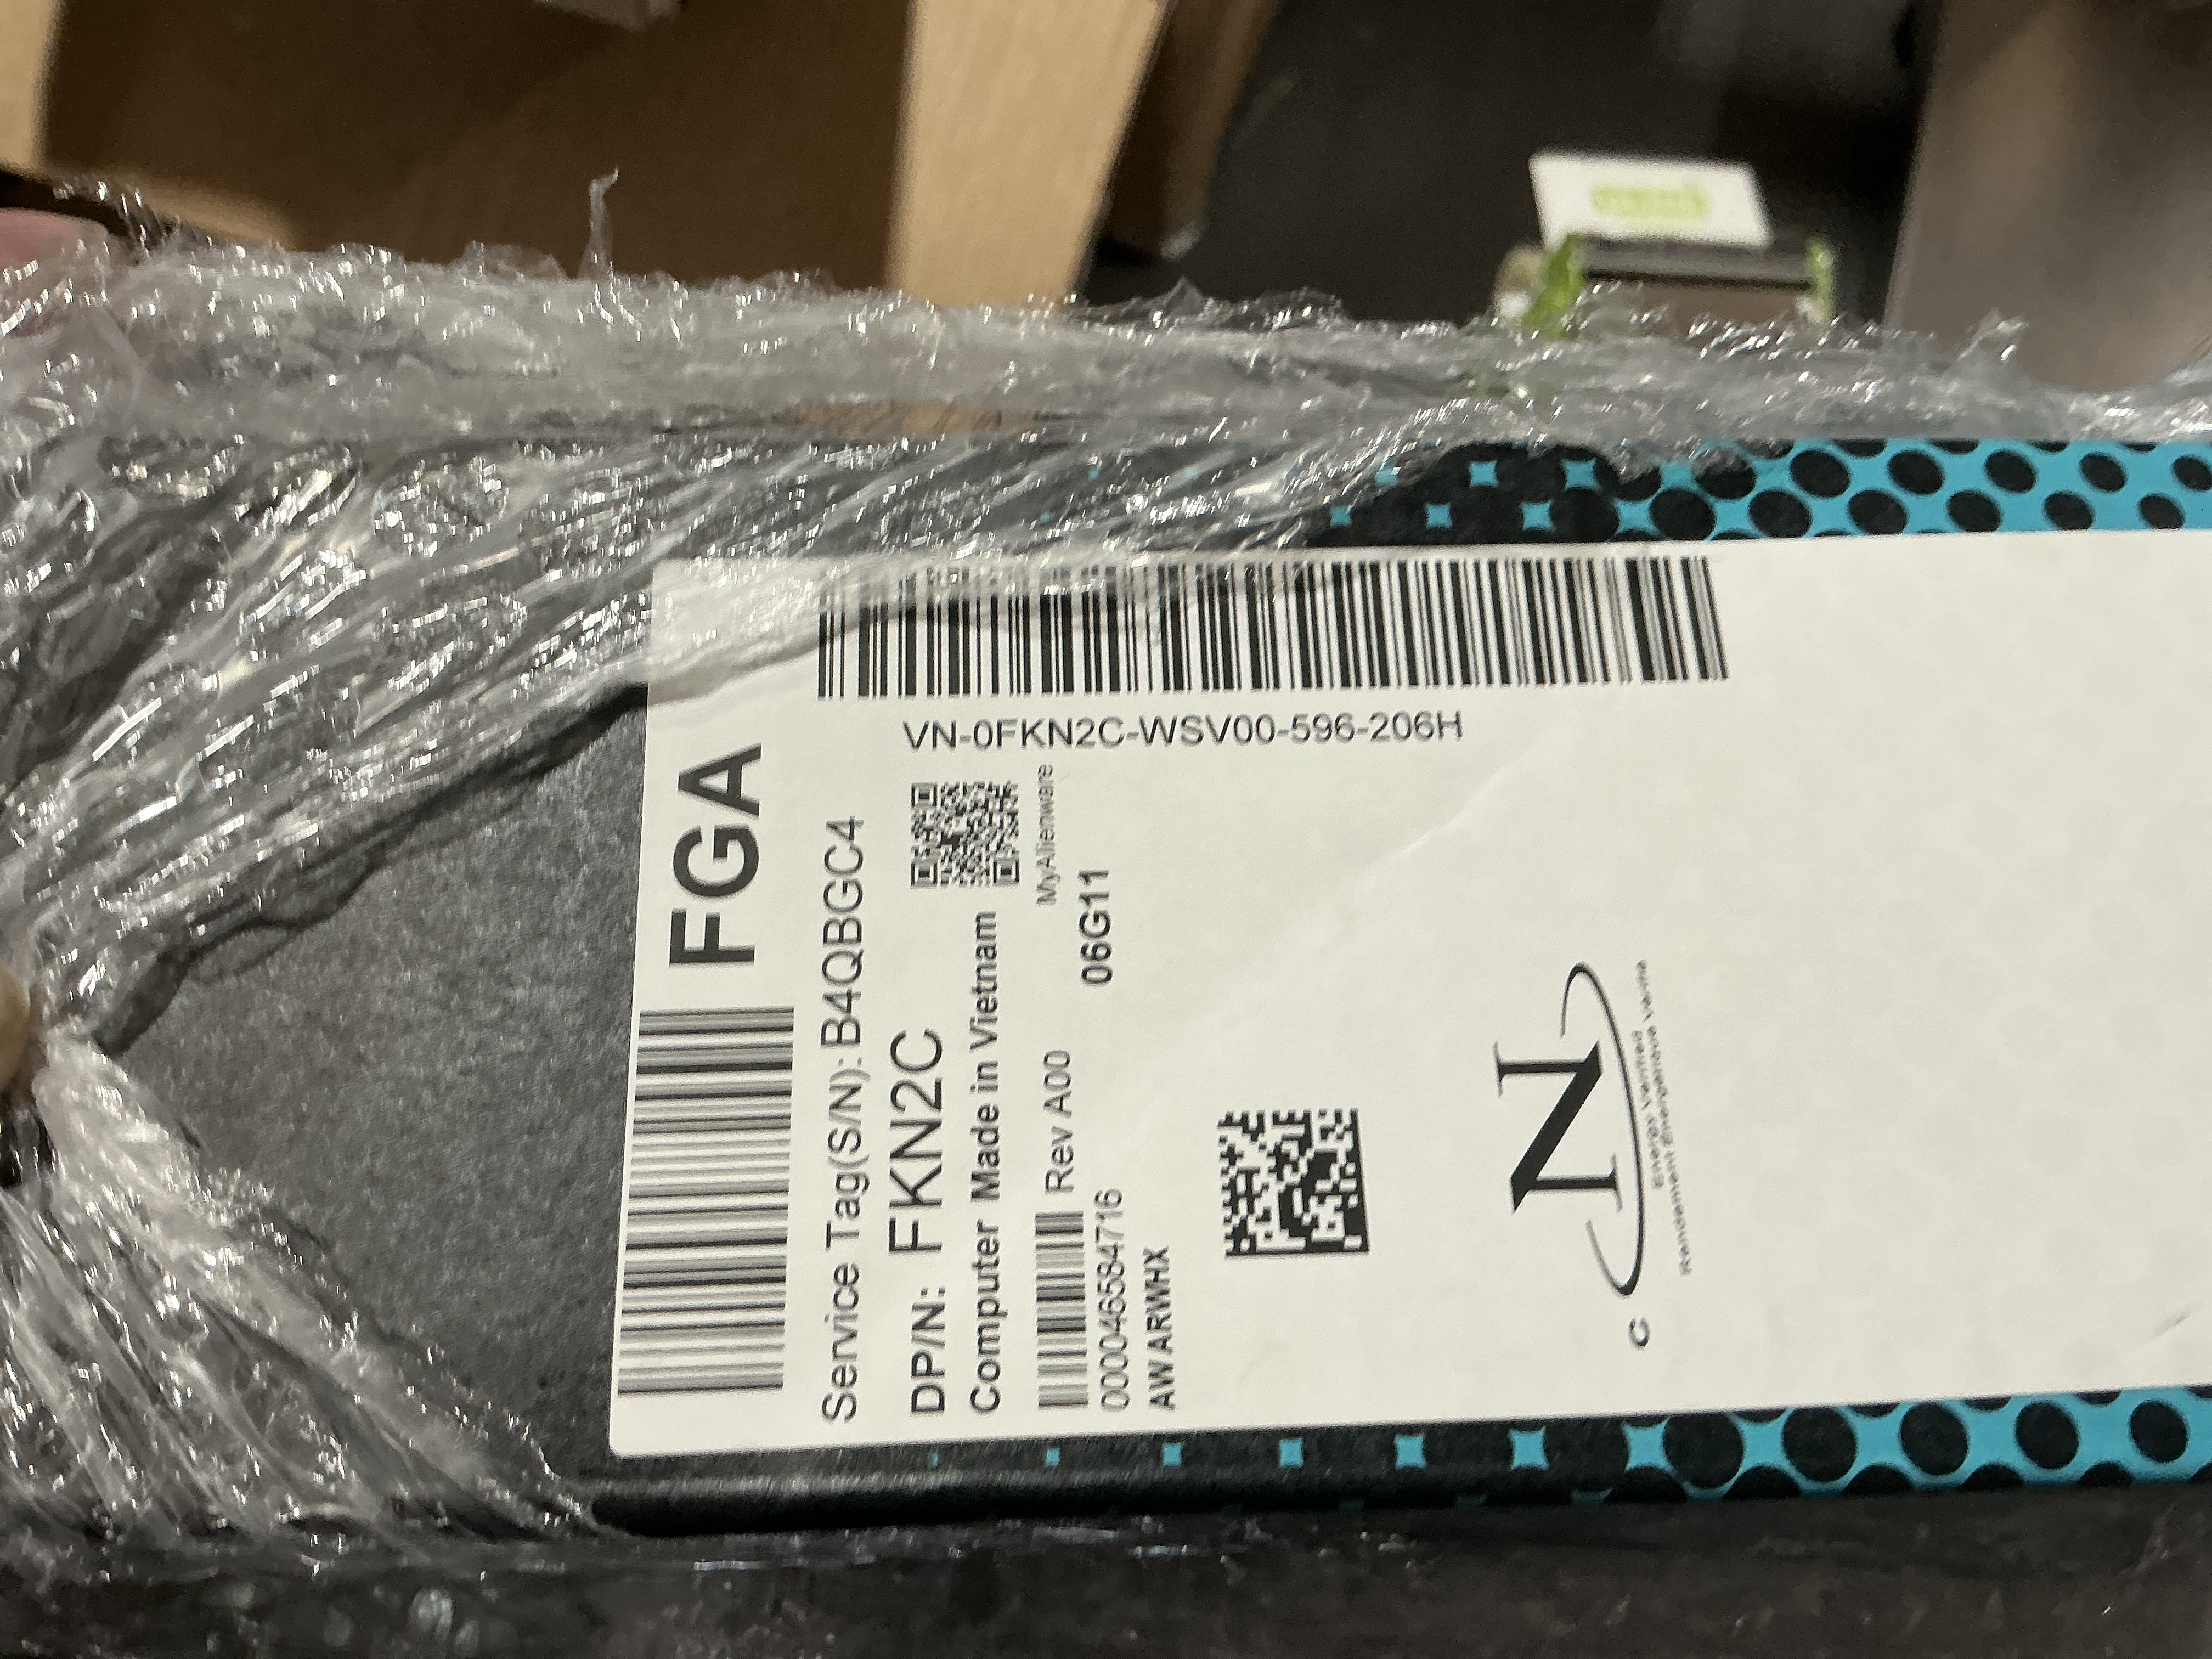 FGA
Service Tag(S/N): B4QBGC4
DP/N: FKN2C
VN-0FKN2C-WSV00-596-206H
Computer Made in Vietnam
MyAlienware
Rev A00
06G11
000046584716
AWARWHX
N
Energy Verified
Rendement Énergétique Vérifié
C